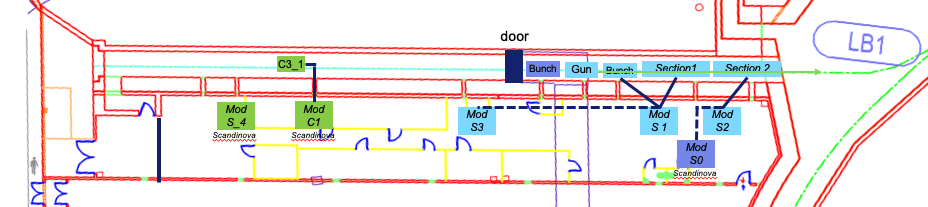 door
LB1
C3_1
Bunch
Gun
Bunch
Section1
Section 2
Mod
S_4
Scandinova
Mod
C1
Scandinova
Mod
S3
Mod
S 1
Mod
S2
Mod
S0
Scandinova